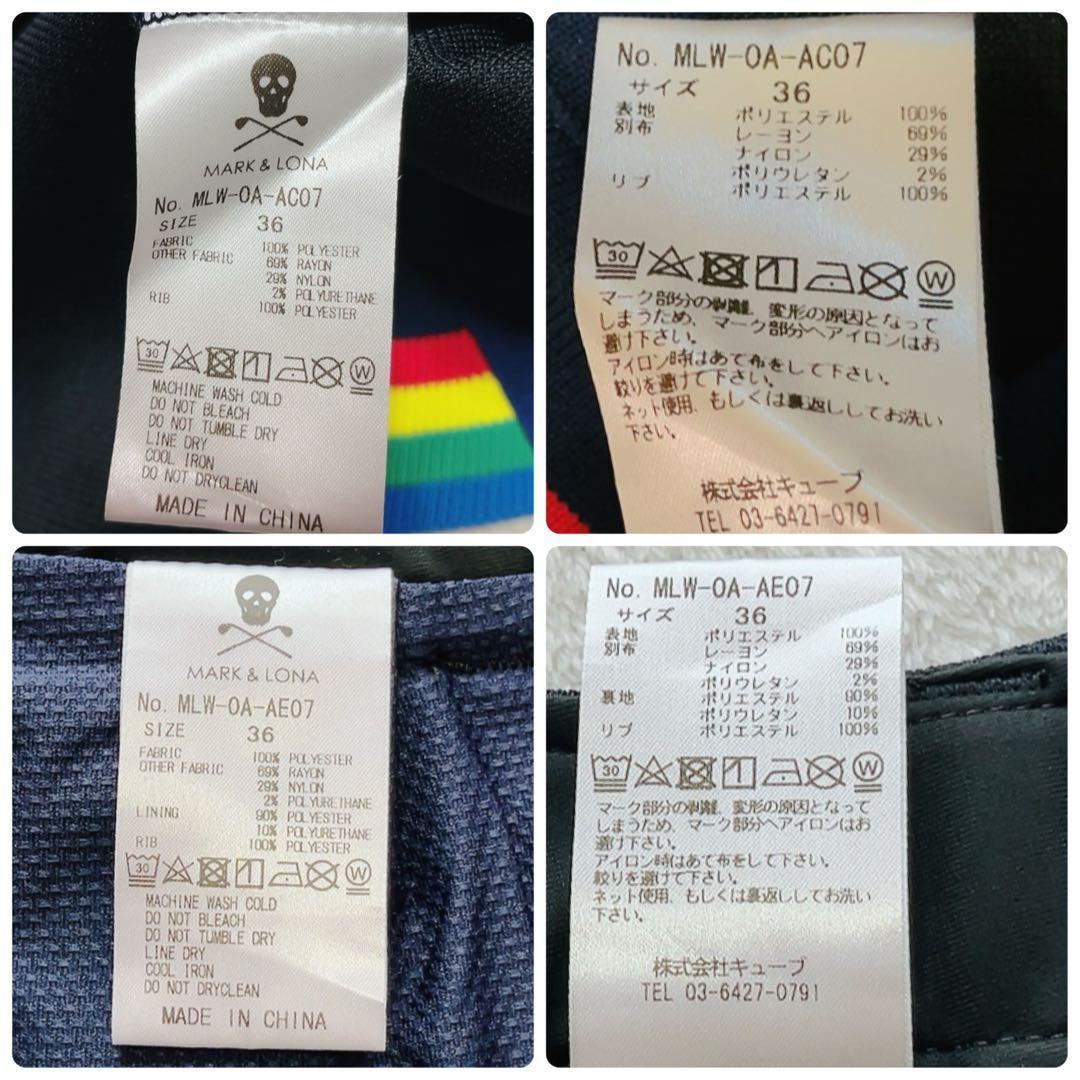 MARK & LONA
No. MLW-OA-AC07
SIZE 36
FABRIC 100% POLYESTER
OTHER FABRIC 69% RAYON
29% NYLON
2% POLYURETHANE
RIB 100% POLYESTER
30 W
MACHINE WASH COLD
DO NOT BLEACH
DO NOT TUMBLE DRY
LINE DRY
COOL IRON
DO NOT DRYCLEAN
MADE IN CHINA
No. MLW-OA-AC07
サイズ 36
表地 ポリエステル 100%
別布 レーヨン 69%
ナイロン 29%
ポリウレタン 2%
リブ ポリエステル 100%
30 W
マーク部分の剥離、変形の原因となって
しまうため、マーク部分へアイロンはお
避け下さい。
アイロン時はあて布をして下さい。
絞りを避けて下さい。
ネット使用、もしくは裏返ししてお洗い
下さい。
株式会社キューブ
TEL 03-6427-0791
MARK & LONA
No. MLW-OA-AE07
SIZE 36
FABRIC 100% POLYESTER
OTHER FABRIC 69% RAYON
29% NYLON
2% POLYURETHANE
LINING 90% POLYESTER
10% POLYURETHANE
RIB 100% POLYESTER
30 W
MACHINE WASH COLD
DO NOT BLEACH
DO NOT TUMBLE DRY
LINE DRY
COOL IRON
DO NOT DRYCLEAN
MADE IN CHINA
No. MLW-OA-AE07
サイズ 36
表地 ポリエステル 100%
別布 レーヨン 69%
ナイロン 29%
ポリウレタン 2%
裏地 ポリエステル 90%
ポリウレタン 10%
リブ ポリエステル 100%
30 W
マーク部分の剥離、変形の原因となって
しまうため、マーク部分へアイロンはお
避け下さい。
アイロン時はあて布をして下さい。
絞りを避けて下さい。
ネット使用、もしくは裏返ししてお洗い
下さい。
株式会社キューブ
TEL 03-6427-0791